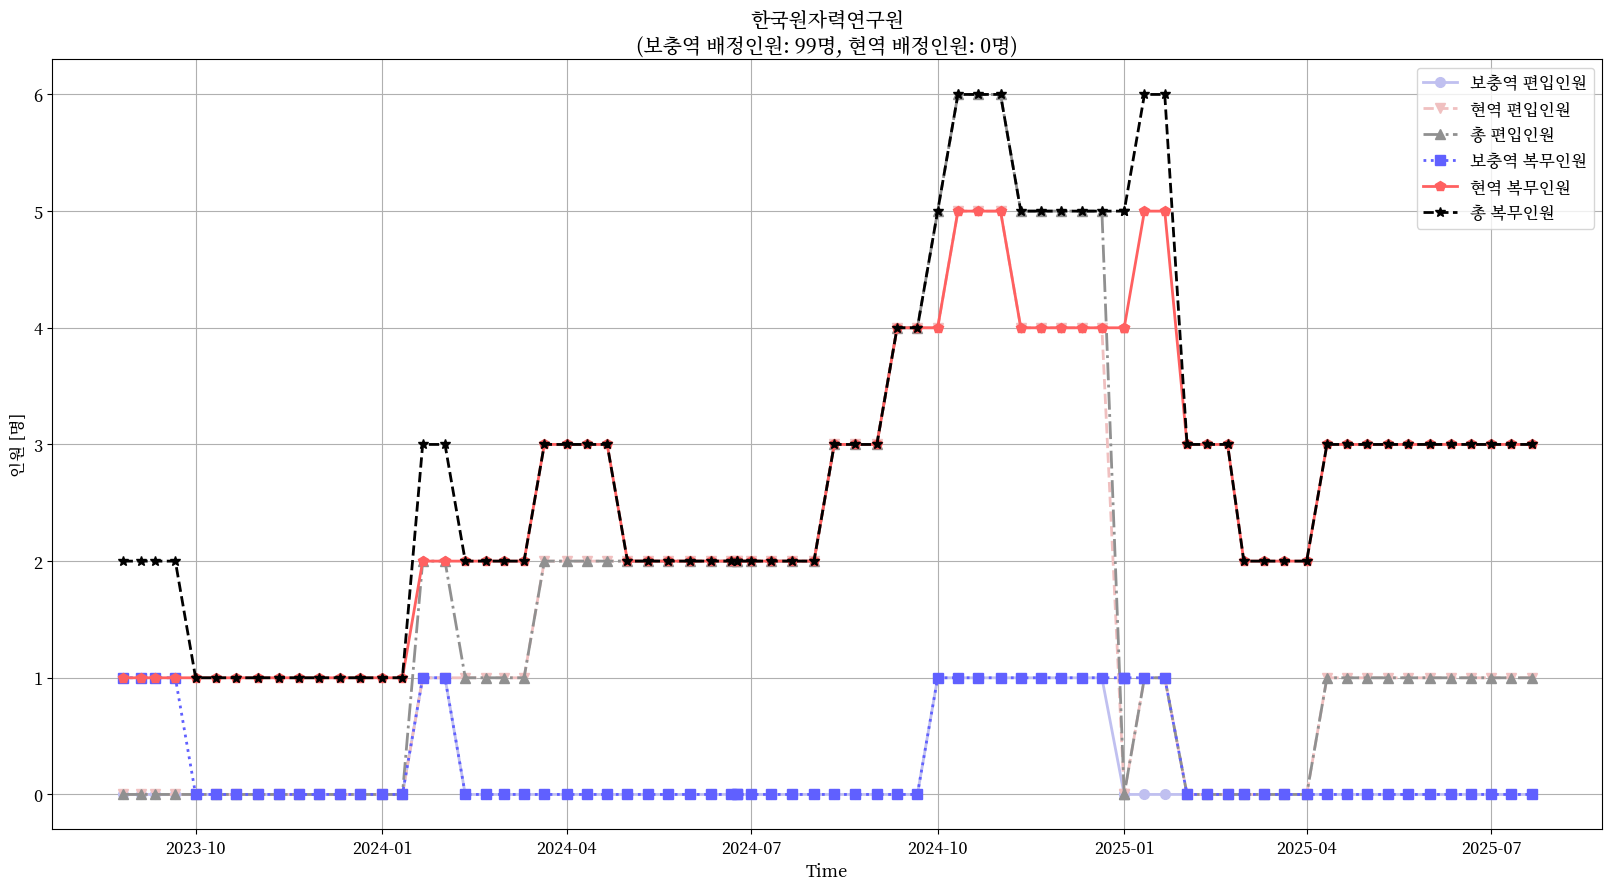 한국원자력연구원
(보충역 배정인원: 99명, 현역 배정인원: 0명)
보충역 편입인원
현역 편입인원
총 편입인원
보충역 복무인원
현역 복무인원
총 복무인원
인원 [명]
6
5
4
3
2
1
0
2023-10
2024-01
2024-04
2024-07
2024-10
2025-01
2025-04
2025-07
Time